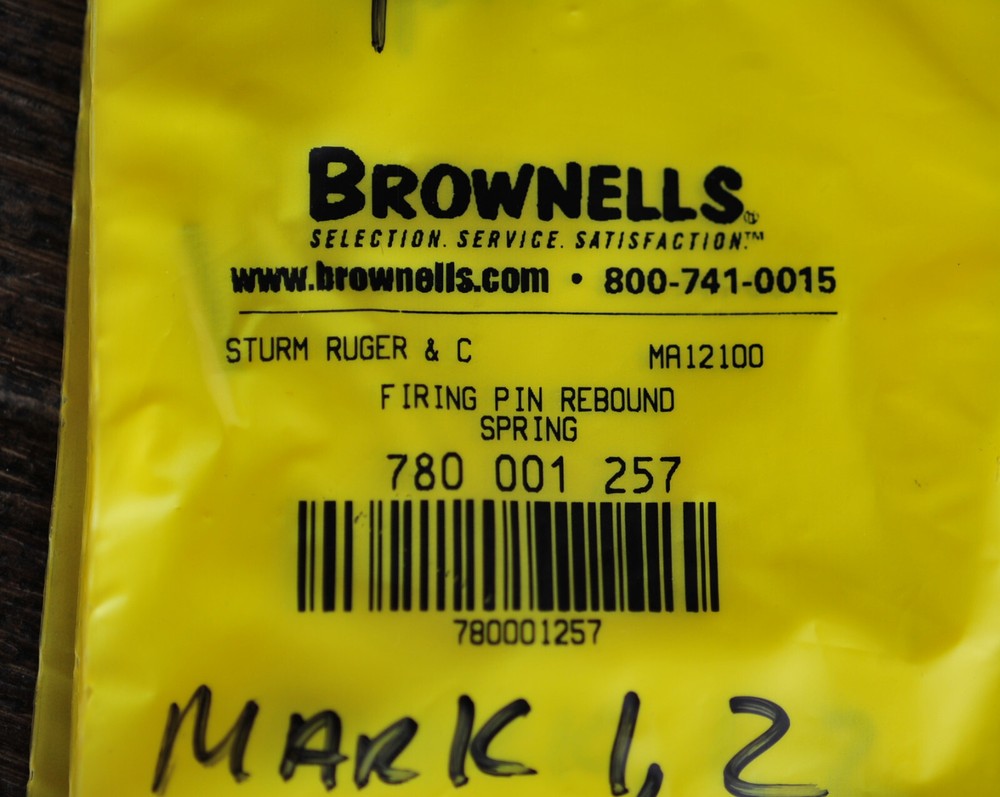 BROWNELLS®
SELECTION. SERVICE. SATISFACTION.™
www.brownells.com • 800-741-0015
STURM RUGER & C MA12100
FIRING PIN REBOUND
SPRING
780 001 257
780001257
MARK 1, 2